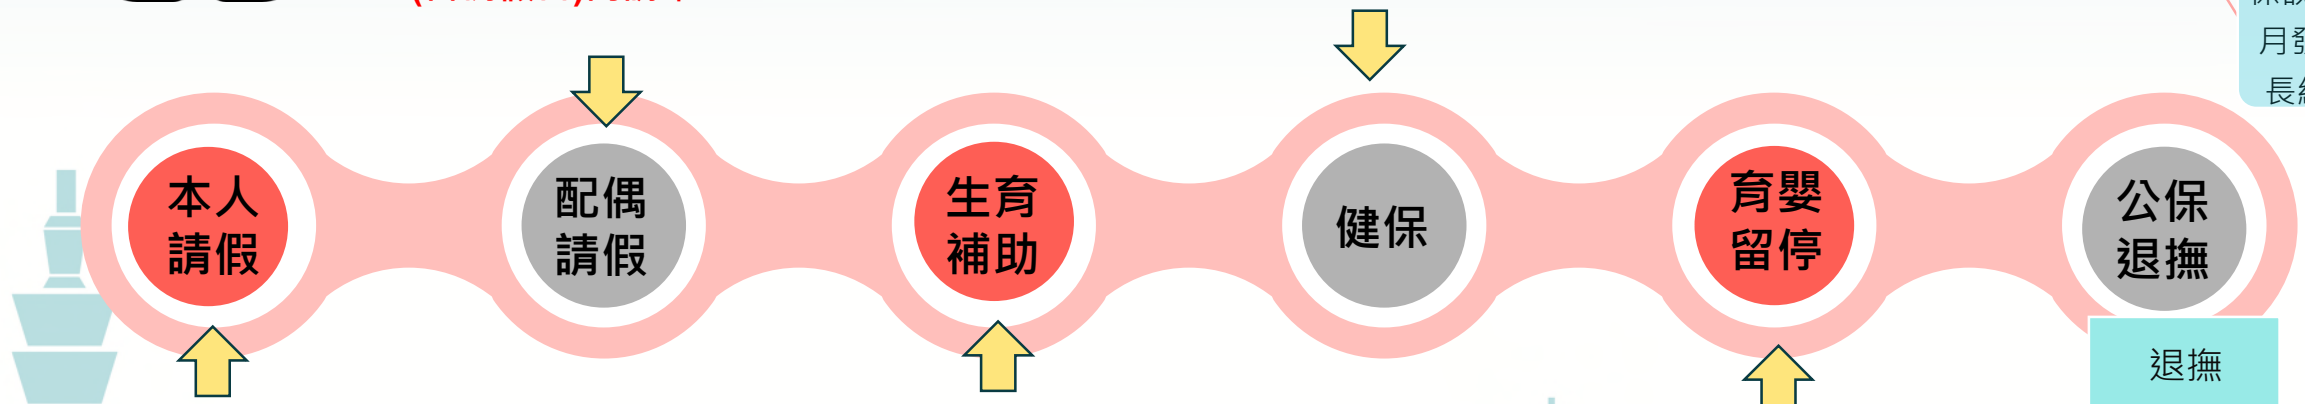 月
長
本人
請假
配偶
請假
生育
補助
健保
育嬰
留停
公保
退撫
退撫